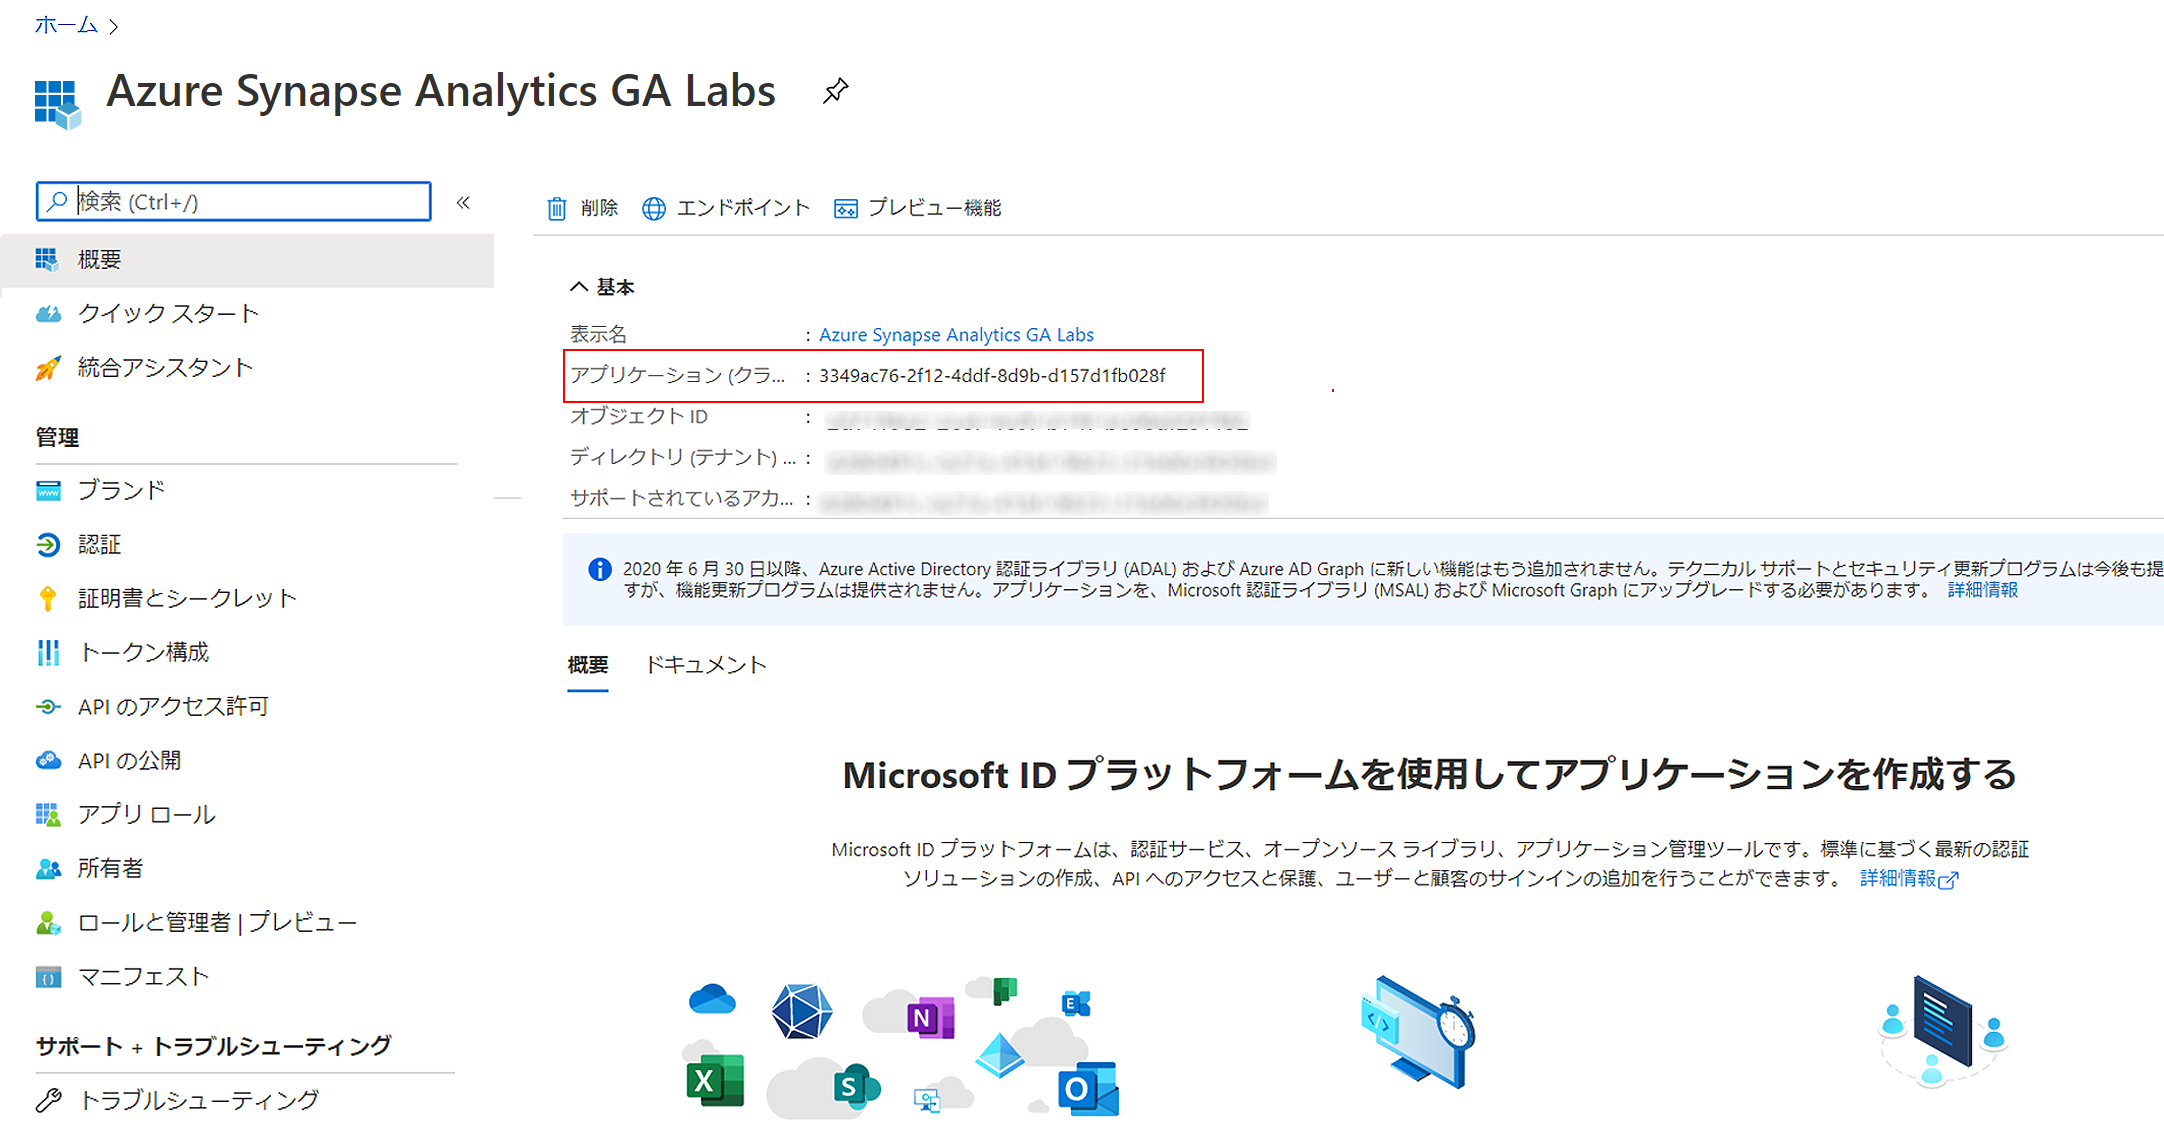 ホーム
Azure Synapse Analytics GA Labs
検索 (Ctrl+/)
«
概要
クイック スタート
統合アシスタント
管理
ブランド
認証
証明書とシークレット
トークン構成
API のアクセス許可
API の公開
アプリ ロール
所有者
ロールと管理者 | プレビュー
マニフェスト
サポート + トラブルシューティング
トラブルシューティング
削除 エンドポイント プレビュー機能
基本
表示名 : Azure Synapse Analytics GA Labs
アプリケーション (クラ... : 3349ac76-2f12-4ddf-8d9b-d157d1fb028f
オブジェクト ID :
ディレクトリ (テナント) ... :
サポートされているアカ... :
2020 年 6 月 30 日以降、Azure Active Directory 認証ライブラリ (ADAL) および Azure AD Graph に新しい機能はもう追加されません。テクニカル サポートとセキュリティ更新プログラムは今後も提
すが、機能更新プログラムは提供されません。アプリケーションを、Microsoft 認証ライブラリ (MSAL) および Microsoft Graph にアップグレードする必要があります。 詳細情報
概要 ドキュメント
Microsoft ID プラットフォームを使用してアプリケーションを作成する
Microsoft ID プラットフォームは、認証サービス、オープンソース ライブラリ、アプリケーション管理ツールです。標準に基づく最新の認証
ソリューションの作成、API へのアクセスと保護、ユーザーと顧客のサインインの追加を行うことができます。 詳細情報
N
E
X
S
O